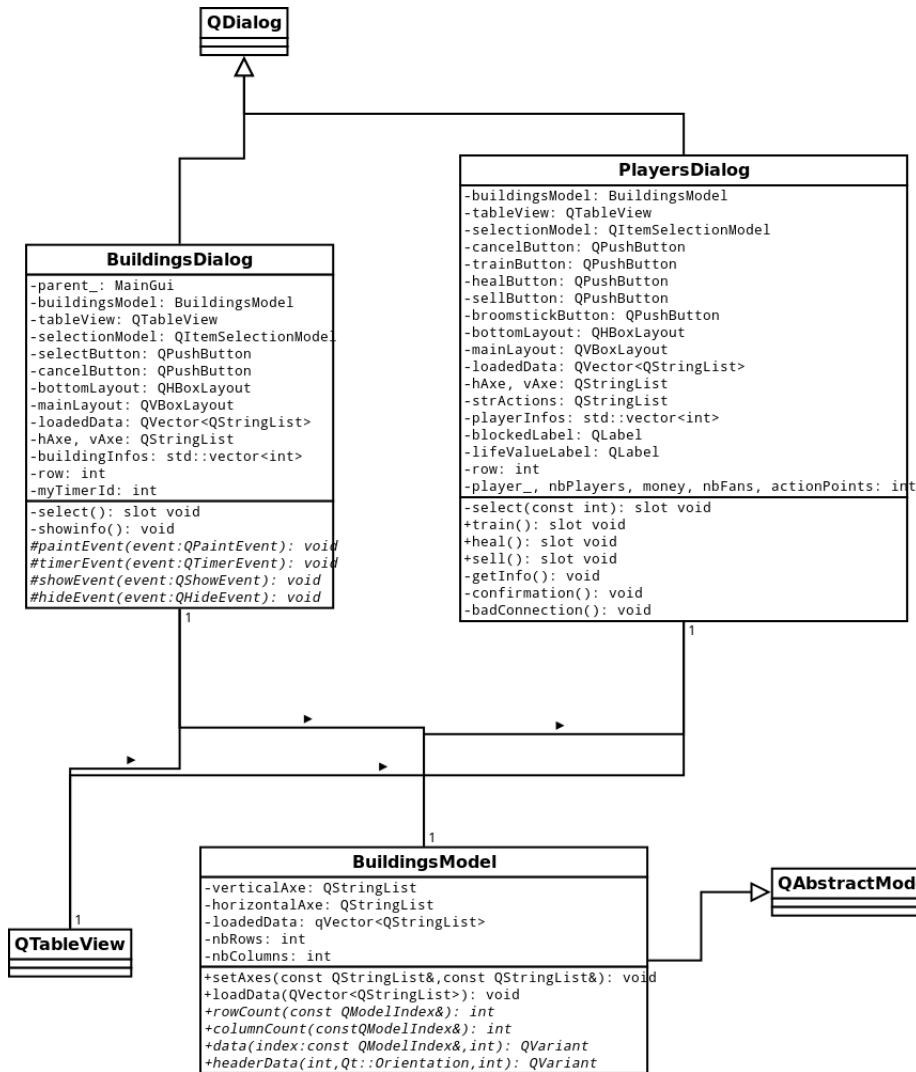 QDialog
PlayersDialog
-buildingsModel: BuildingsModel
-tableView: QTableView
-selectionModel: QItemSelectionModel
-cancelButton: QPushButton
-trainButton: QPushButton
-healButton: QPushButton
-sellButton: QPushButton
-broomstickButton: QPushButton
-bottomLayout: QHBoxLayout
-mainLayout: QVBoxLayout
-loadedData: QVector<QStringList>
-hAxe, vAxe: QStringList
-strActions: QStringList
-playerInfos: std::vector<int>
-blockedLabel: QLabel
-lifeValueLabel: QLabel
-row: int
-player_, nbPlayers, money, nbFans, actionPoints: int
-select(const int): slot void
+train(): slot void
+heal(): slot void
+sell(): slot void
-getInfo(): void
-confirmation(): void
-badConnection(): void
1
BuildingsDialog
-parent_: MainGui
-buildingsModel: BuildingsModel
-tableView: QTableView
-selectionModel: QItemSelectionModel
-selectButton: QPushButton
-cancelButton: QPushButton
-bottomLayout: QHBoxLayout
-mainLayout: QVBoxLayout
-loadedData: QVector<QStringList>
-hAxe, vAxe: QStringList
-buildingInfos: std::vector<int>
-row: int
-myTimerId: int
-select(): slot void
-showinfo(): void
#paintEvent(event:QPaintEvent): void
#timerEvent(event:QTimerEvent): void
#showEvent(event:QShowEvent): void
#hideEvent(event:QHideEvent): void
1
1
BuildingsModel
-verticalAxe: QStringList
-horizontalAxe: QStringList
-loadedData: qVector<QStringList>
-nbRows: int
-nbColumns: int
+setAxes(const QStringList&,const QStringList&): void
+loadData(QVector<QStringList>): void
+rowCount(const QModelIndex&): int
+columnCount(constQModelIndex&): int
+data(index:const QModelIndex&,int): QVariant
+headerData(int,Qt::Orientation,int): QVariant
QAbstractMod
1
QTableView